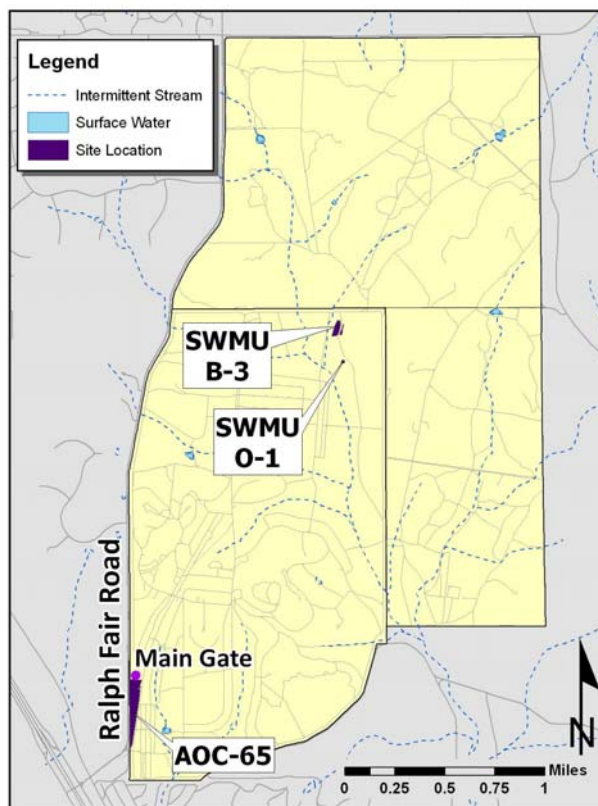 Legend
Intermittent Stream
Surface Water
Site Location
SWMU
B-3
SWMU
O-1
Ralph Fair Road
Main Gate
AOC-65
N
Miles
0 0.25 0.5 0.75 1